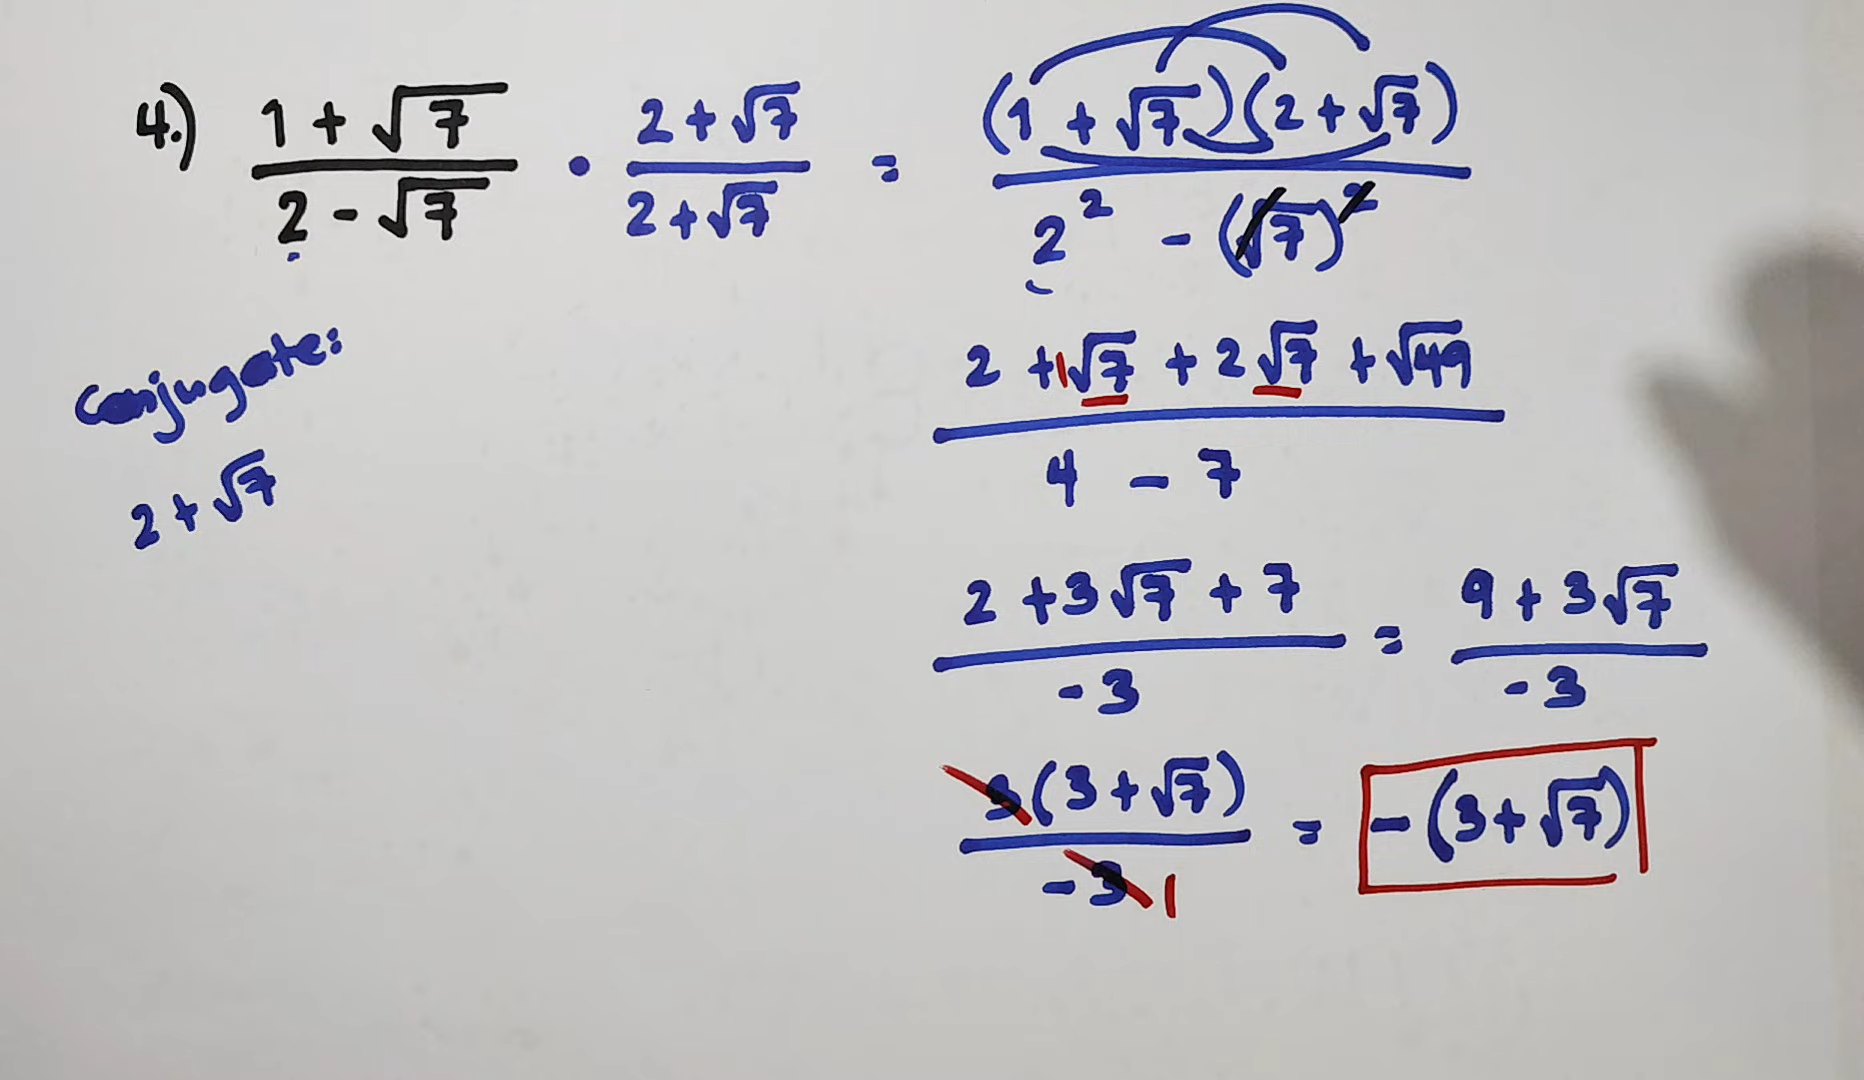 4.) (1 + √7)/(2 - √7) • (2 + √7)/(2 + √7) = (1 + √7)(2 + √7)/(2² - (√7)²)
Conjugate:
2 + √7
(2 + 1√7 + 2√7 + √49)/(4 - 7)
(2 + 3√7 + 7)/(-3) = (9 + 3√7)/(-3)
3(3 + √7)/(-3) 1 = -(3 + √7)